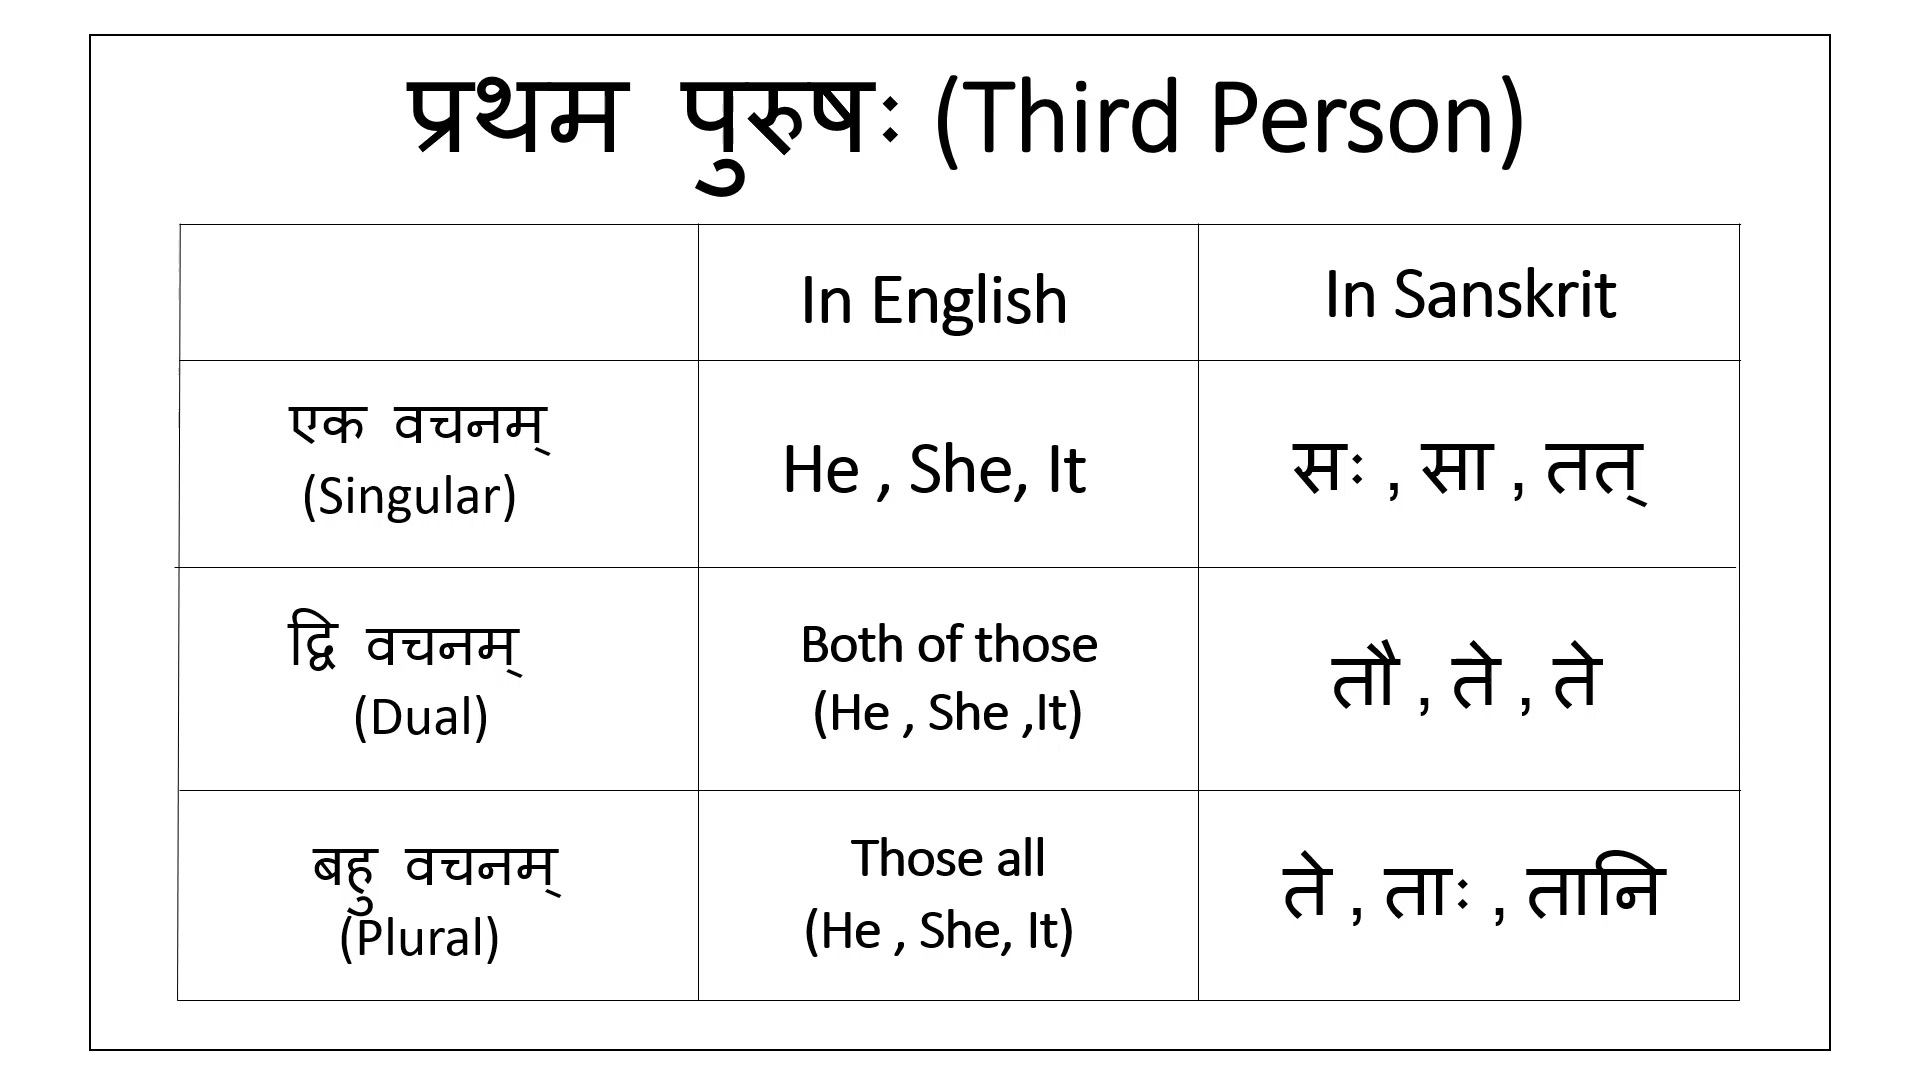 प्रथम पुरुषः (Third Person)
In English
In Sanskrit
एक वचनम्
(Singular)
He , She, It
सः , सा , तत्
द्वि वचनम्
(Dual)
Both of those
(He , She ,It)
तौ , ते , ते
बहु वचनम्
(Plural)
Those all
(He , She, It)
ते , ताः , तानि